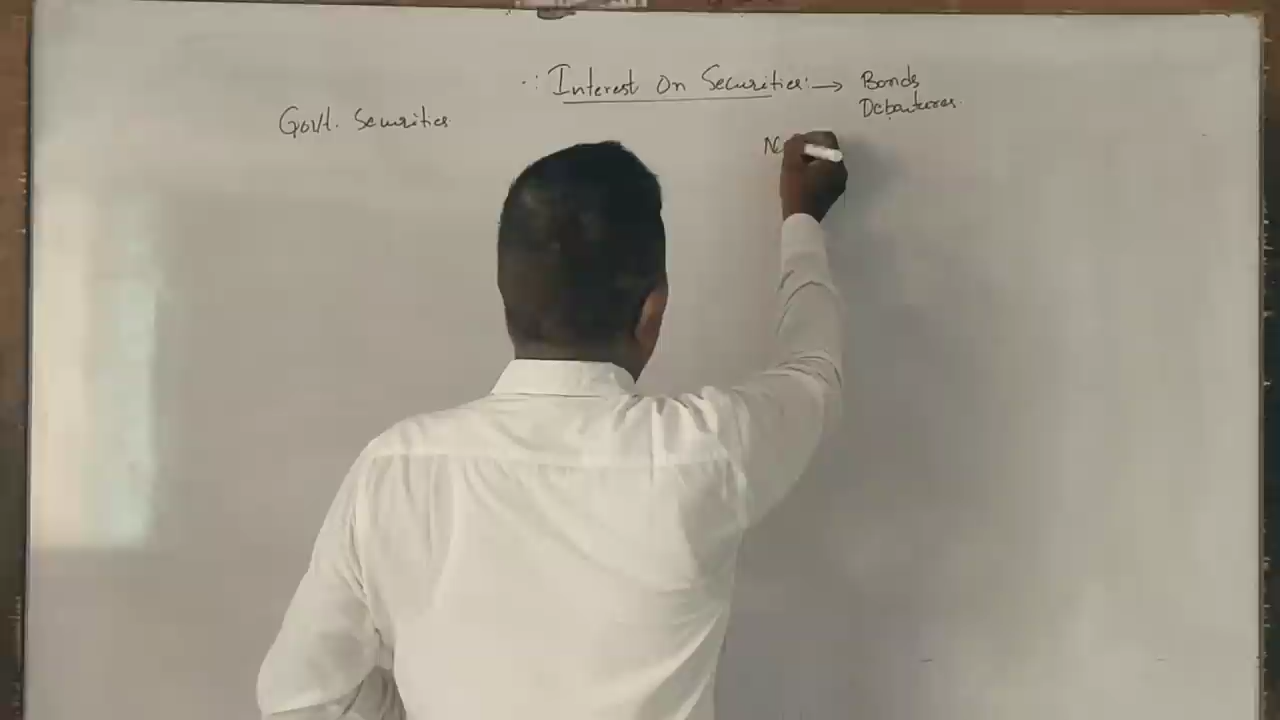 ∴ Interest On Securities:→ Bonds
Debentures.
Govt. Securities
N